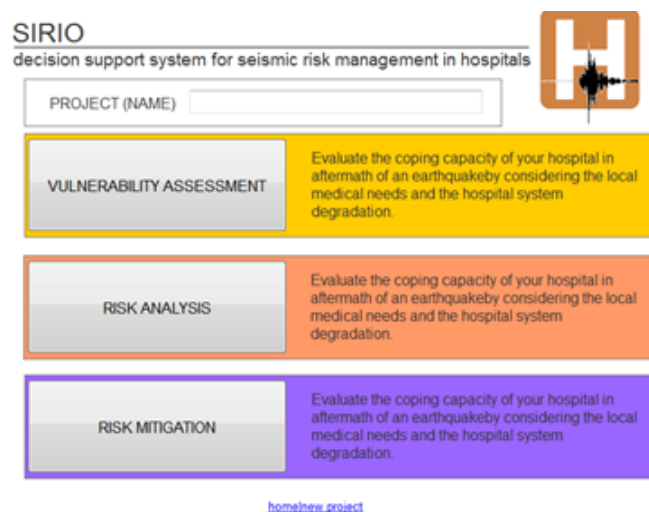 SIRIO
decision support system for seismic risk management in hospitals
H
PROJECT (NAME)
VULNERABILITY ASSESSMENT
Evaluate the coping capacity of your hospital in
aftermath of an earthquakeby considering the local
medical needs and the hospital system
degradation.
RISK ANALYSIS
Evaluate the coping capacity of your hospital in
aftermath of an earthquakeby considering the local
medical needs and the hospital system
degradation.
RISK MITIGATION
Evaluate the coping capacity of your hospital in
aftermath of an earthquakeby considering the local
medical needs and the hospital system
degradation.
home|new project